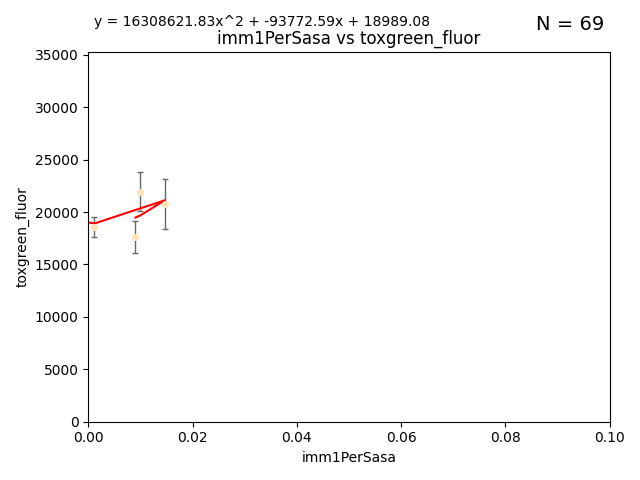 y = 16308621.83x^2 + -93772.59x + 18989.08
N = 69
imm1PerSasa vs toxgreen_fluor
35000
30000
25000
20000
15000
10000
5000
0
toxgreen_fluor
0.00 0.02 0.04 0.06 0.08 0.10
imm1PerSasa